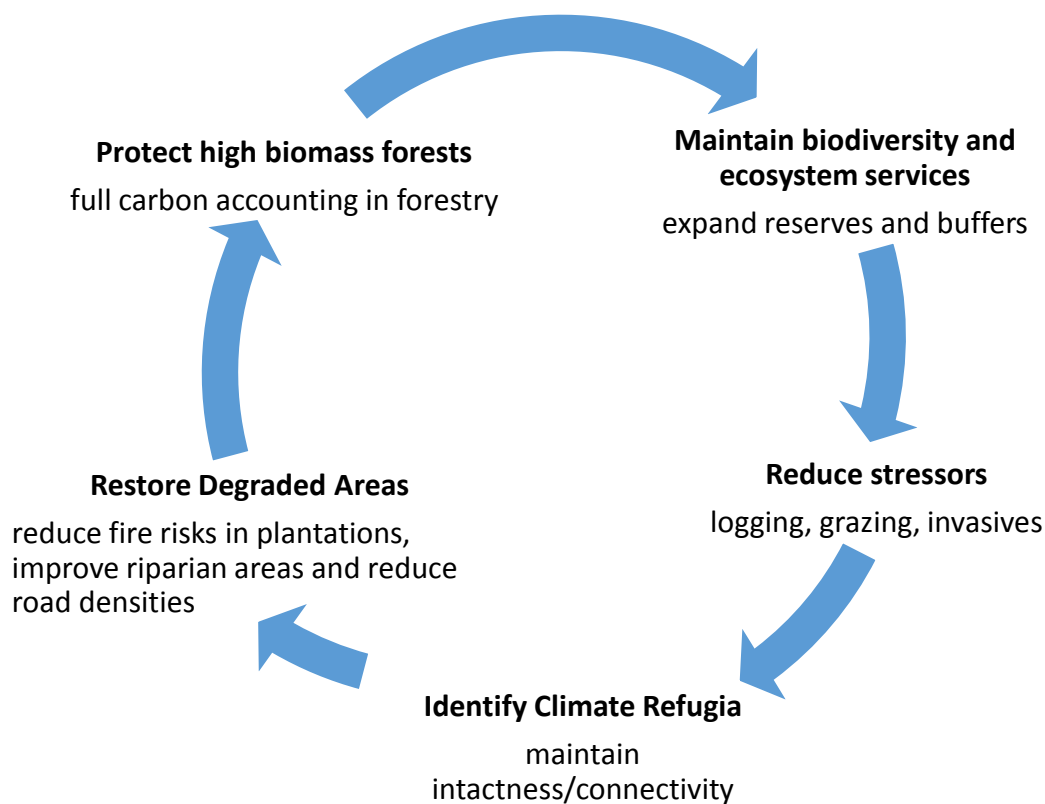 Protect high biomass forests
full carbon accounting in forestry
Maintain biodiversity and
ecosystem services
expand reserves and buffers
Reduce stressors
logging, grazing, invasives
Identify Climate Refugia
maintain
intactness/connectivity
Restore Degraded Areas
reduce fire risks in plantations,
improve riparian areas and reduce
road densities